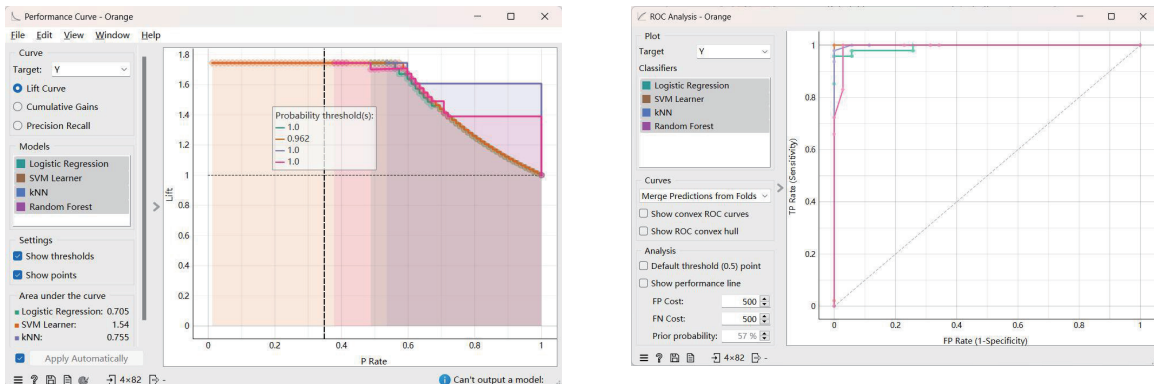 Performance Curve - Orange
File Edit View Window Help
Curve
Target: Y
Lift Curve
Cumulative Gains
Precision Recall
Models
Logistic Regression
SVM Learner
kNN
Random Forest
Settings
Show thresholds
Show points
Area under the curve
Logistic Regression: 0.705
SVM Learner: 1.54
kNN: 0.755
Apply Automatically
4×82 -
1.8
1.6
1.4
1.2
1
0.8
0.6
0.4
0.2
0
Lift
Probability threshold(s):
1.0
0.962
1.0
1.0
0 0.2 0.4 0.6 0.8 1
P Rate
Can't output a model:
ROC Analysis - Orange
Plot
Target Y
Classifiers
Logistic Regression
SVM Learner
kNN
Random Forest
Curves
Merge Predictions from Folds
Show convex ROC curves
Show ROC convex hull
Analysis
Default threshold (0.5) point
Show performance line
FP Cost: 500
FN Cost: 500
Prior probability: 57 %
4×82 -
1
0.8
0.6
0.4
0.2
0
TP Rate (Sensitivity)
0 0.2 0.4 0.6 0.8 1
FP Rate (1-Specificity)